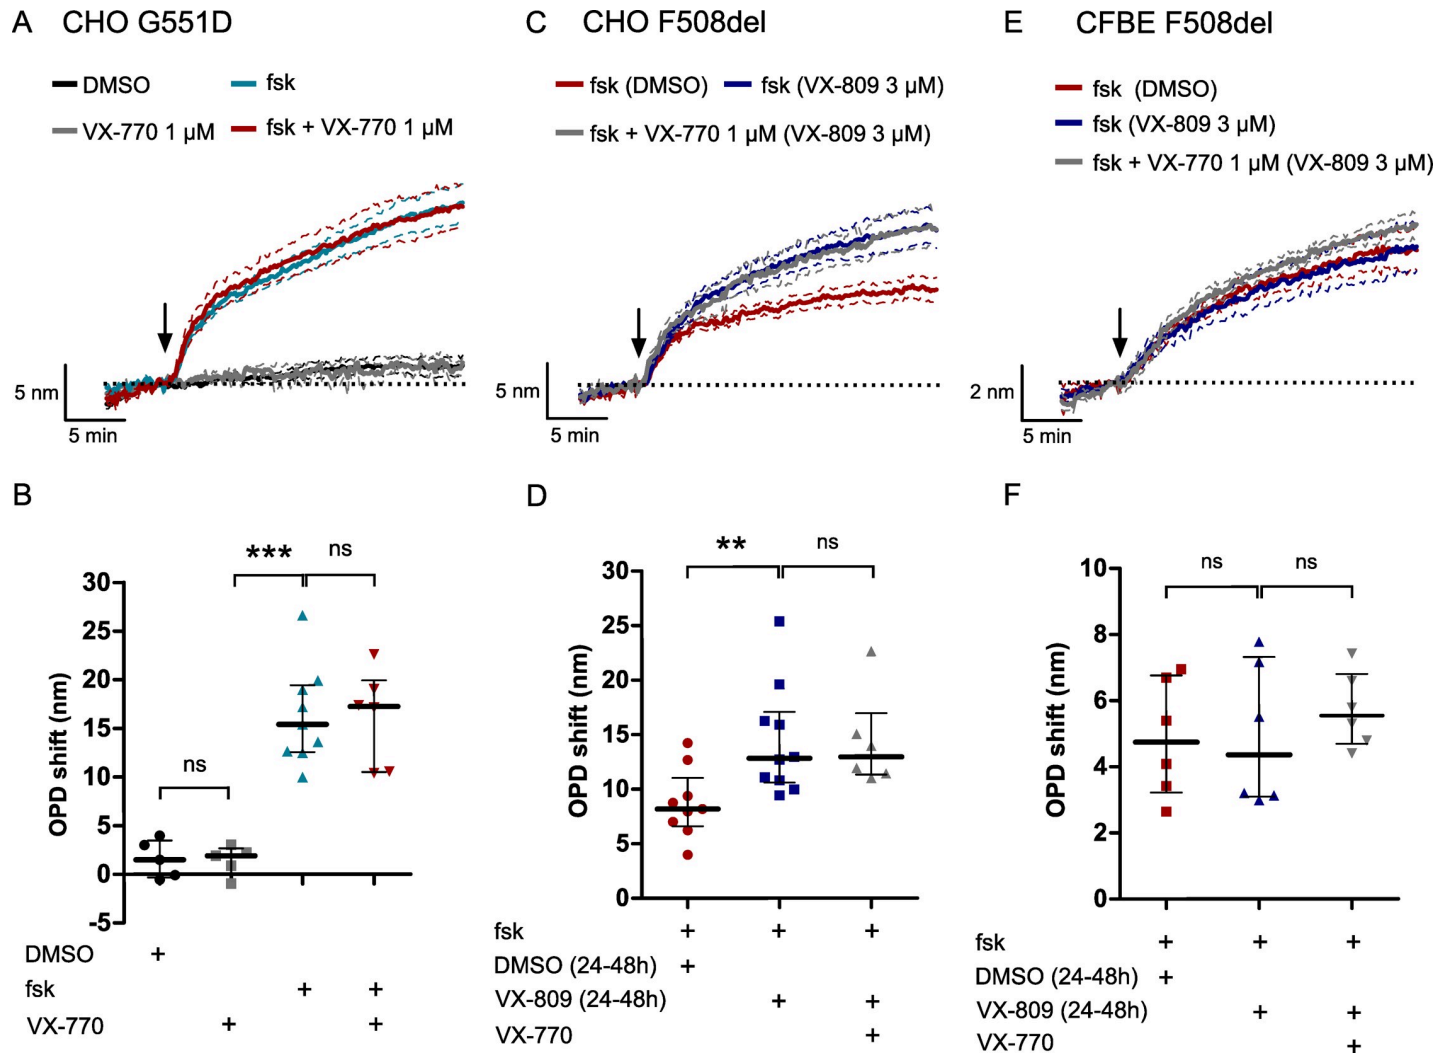 A CHO G551D
DMSO fsk
VX-770 1 µM fsk + VX-770 1 µM
5 nm
5 min
C CHO F508del
fsk (DMSO) fsk (VX-809 3 µM)
fsk + VX-770 1 µM (VX-809 3 µM)
5 nm
5 min
E CFBE F508del
fsk (DMSO)
fsk (VX-809 3 µM)
fsk + VX-770 1 µM (VX-809 3 µM)
2 nm
5 min
B
*** ns
ns
OPD shift (nm)
30
25
20
15
10
5
0
-5
DMSO +
fsk + +
VX-770 + +
D
** ns
OPD shift (nm)
30
25
20
15
10
5
0
fsk + + +
DMSO (24-48h) +
VX-809 (24-48h) + +
VX-770 +
F
ns ns
OPD shift (nm)
10
8
6
4
2
0
fsk + + +
DMSO (24-48h) +
VX-809 (24-48h) + +
VX-770 +